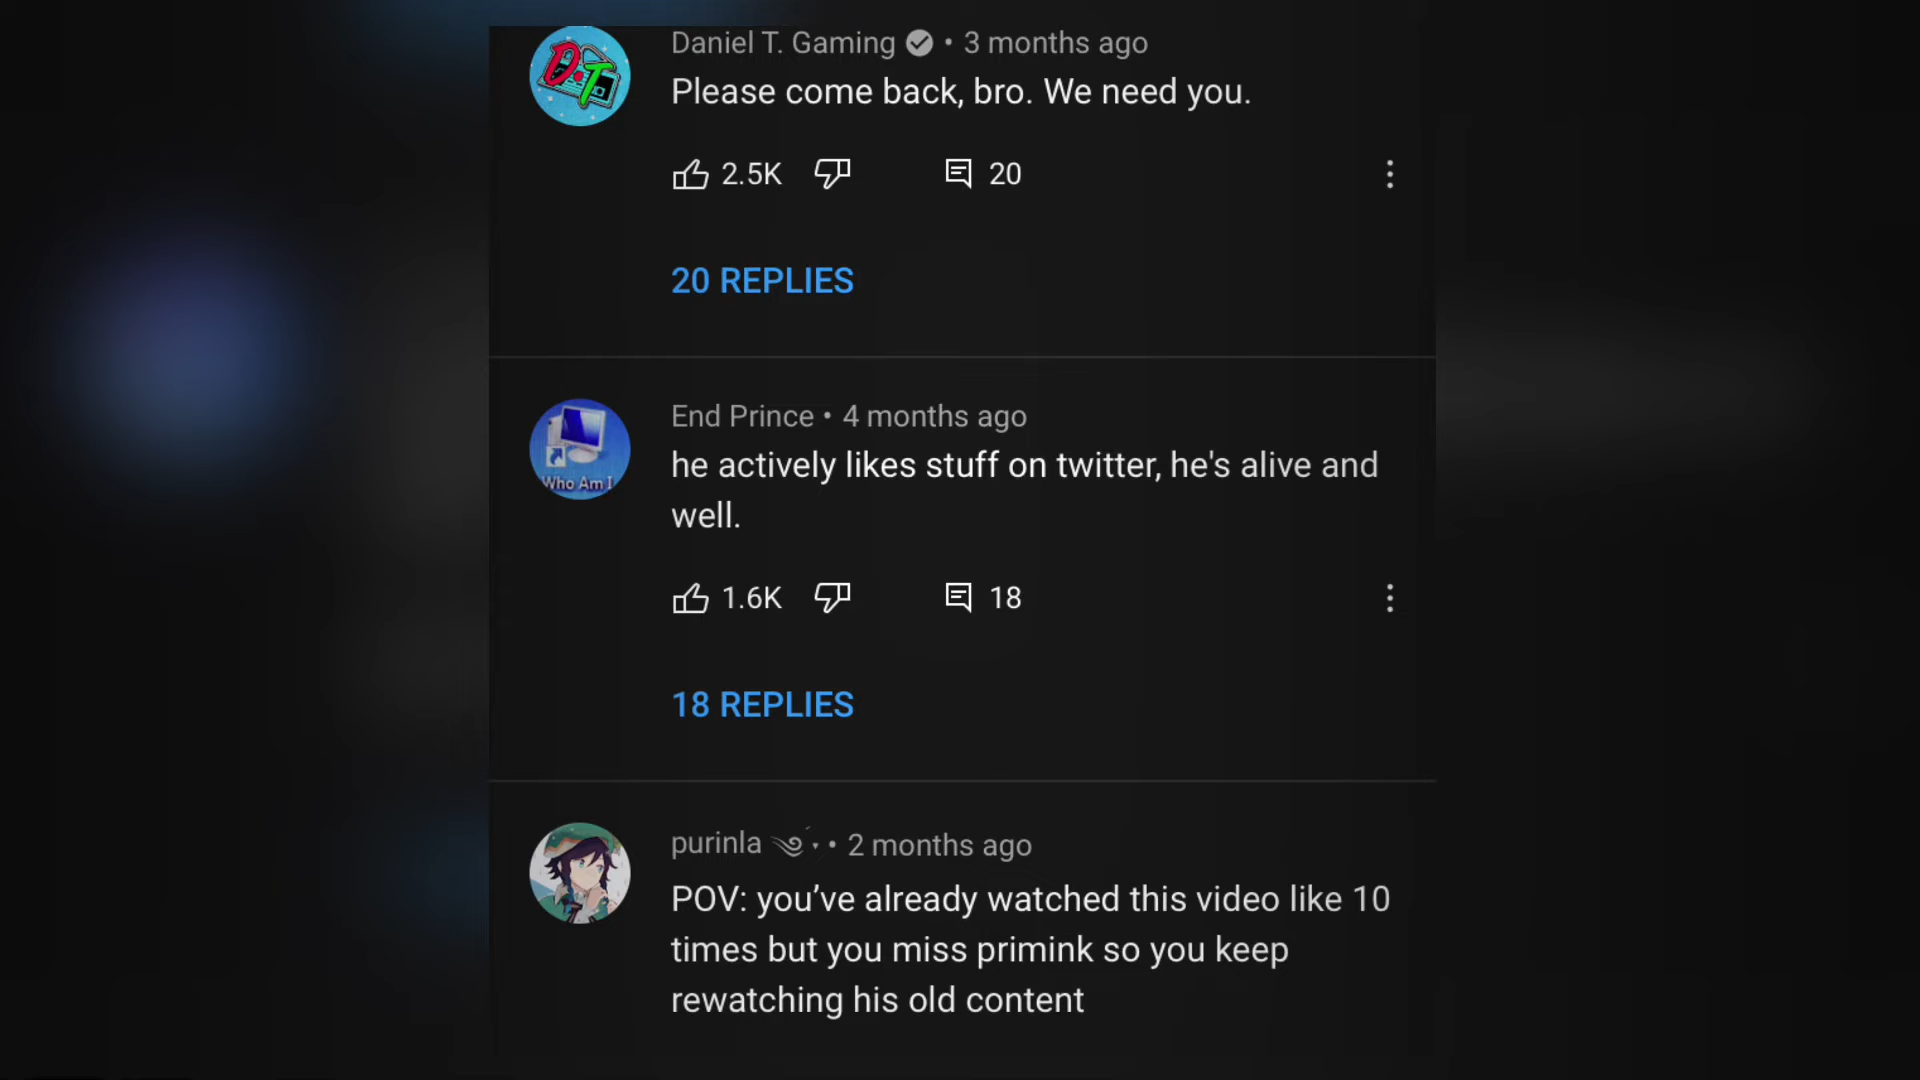 D.T
Daniel T. Gaming • 3 months ago
Please come back, bro. We need you.
2.5K 20
20 REPLIES
End Prince • 4 months ago
he actively likes stuff on twitter, he's alive and
well.
Who Am I
1.6K 18
18 REPLIES
purinla • 2 months ago
POV: you’ve already watched this video like 10
times but you miss primink so you keep
rewatching his old content